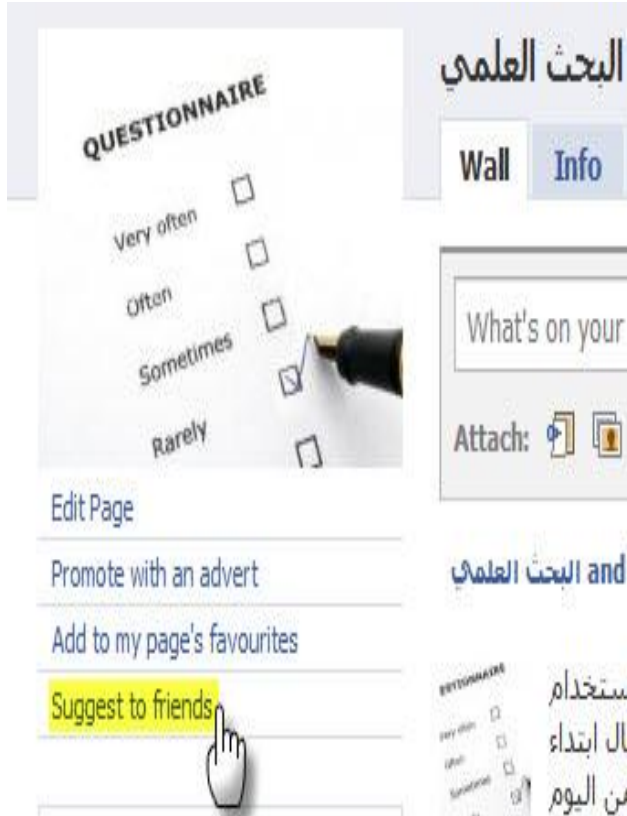 QUESTIONNAIRE
Very often
Often
Sometimes
Rarely
Edit Page
Promote with an advert
Add to my page's favourites
Suggest to friends
البحث العلمي
Wall Info
What's on your
Attach:
البحث العلمي and
QUESTIONNAIRE
Very often
Often
Sometimes
ستخدام
ال ابتداء
من اليوم